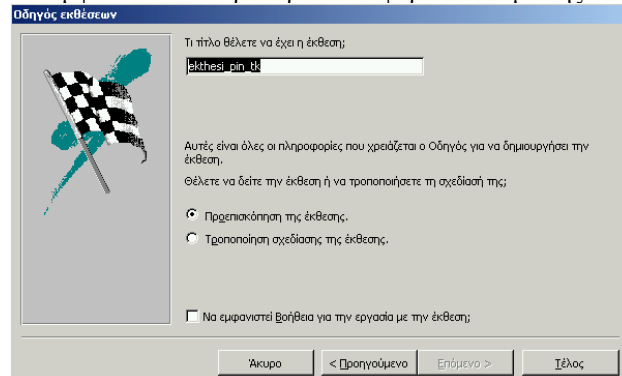 Οδηγός εκθέσεων
Τι τίτλο θέλετε να έχει η έκθεση;
ekthesi_pin_tk
Αυτές είναι όλες οι πληροφορίες που χρειάζεται ο Οδηγός για να δημιουργήσει την
έκθεση.
Θέλετε να δείτε την έκθεση ή να τροποποιήσετε τη σχεδίασή της;
Προεπισκόπηση της έκθεσης.
Τροποποίηση σχεδίασης της έκθεσης.
Να εμφανιστεί Βοήθεια για την εργασία με την έκθεση;
Άκυρο
< Προηγούμενο
Επόμενο >
Τέλος